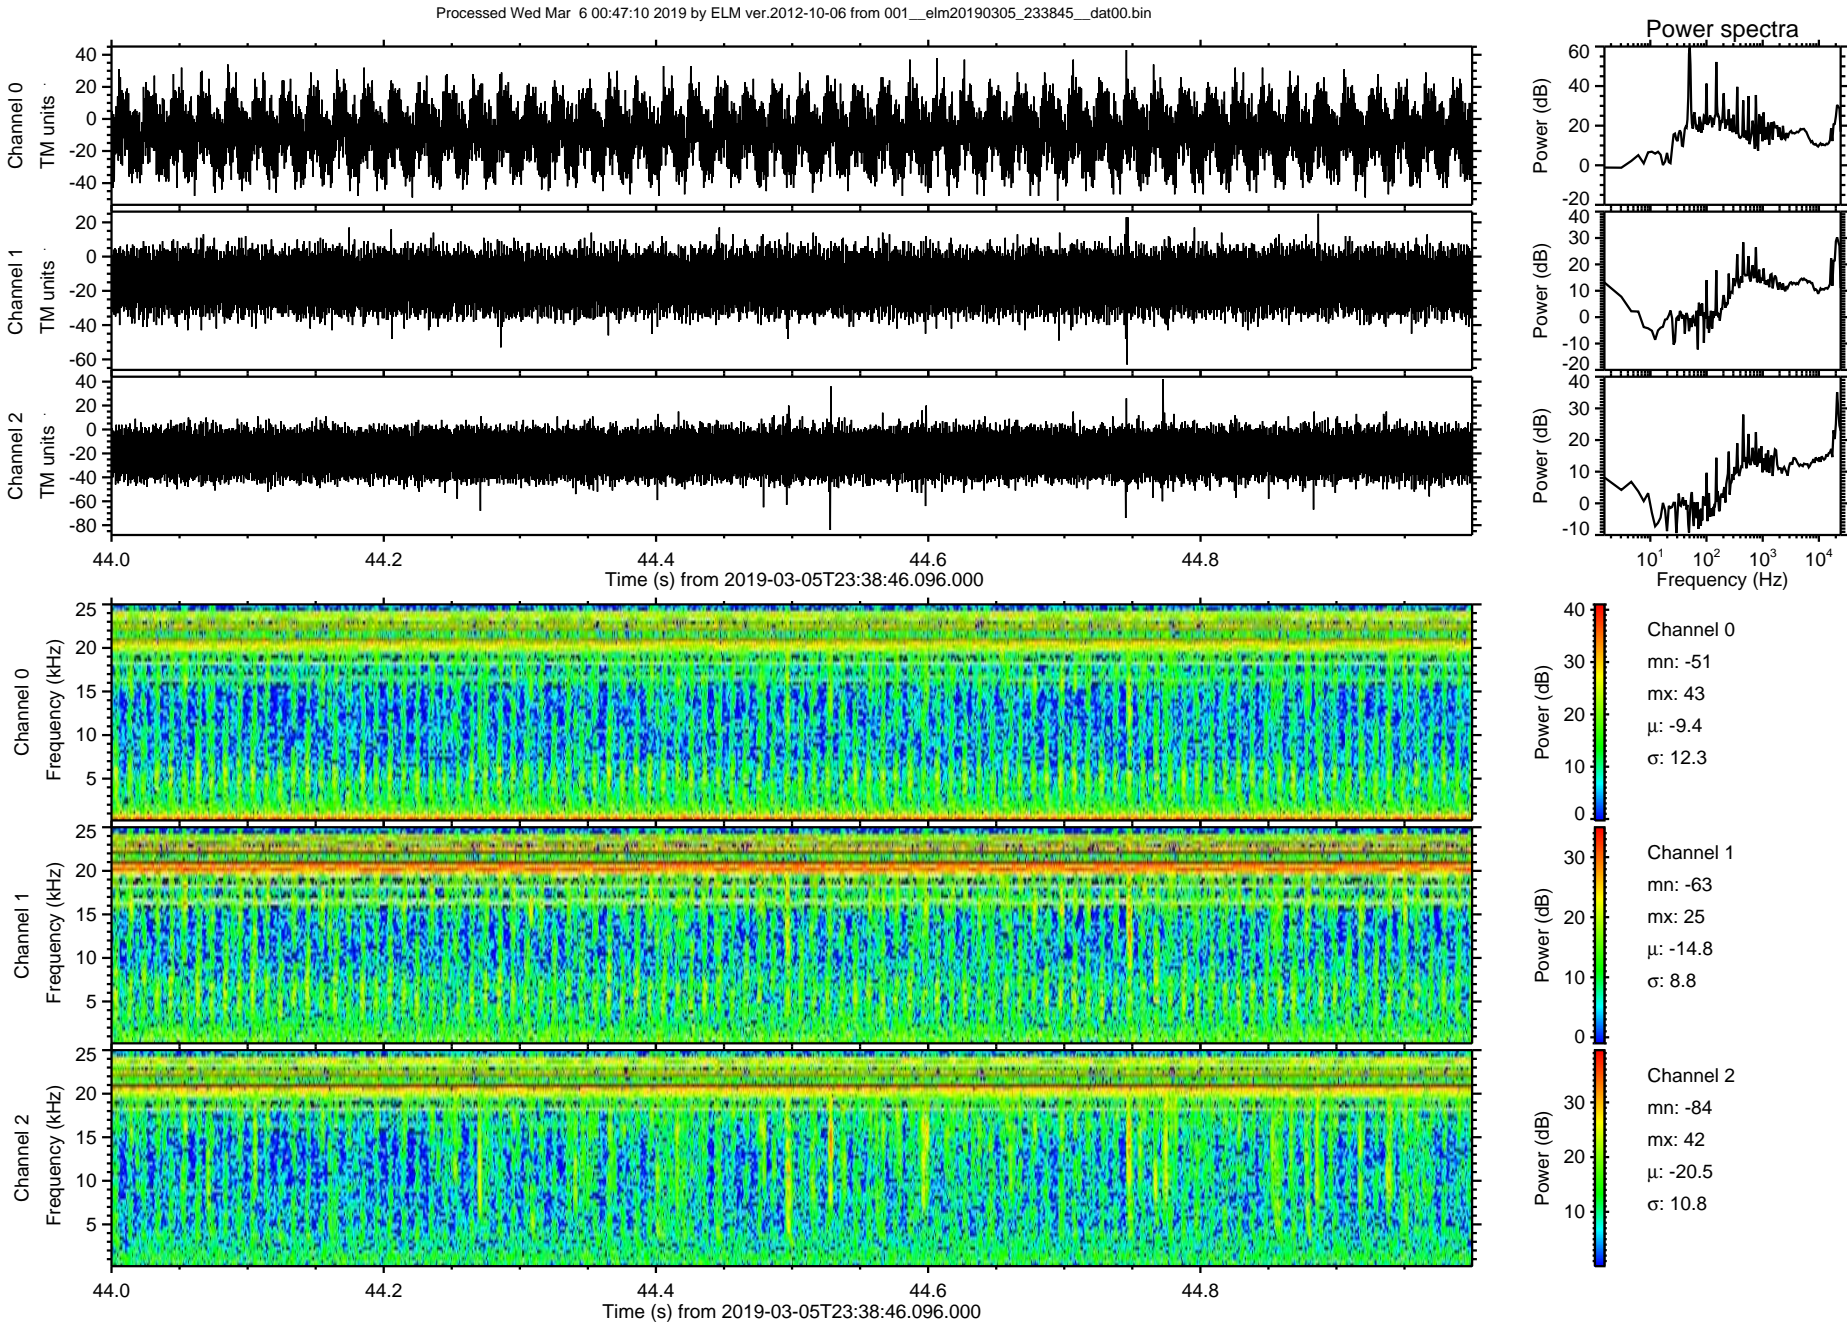 Processed Wed Mar  6 00:47:10 2019 by ELM ver.2012-10-06 from 001__elm20190305_233845__dat00.bin
Power spectra
Channel 0
TM units
40
20
0
-20
-40
Power (dB)
60
40
20
0
-20
Channel 1
TM units
20
0
-20
-40
-60
Power (dB)
40
30
20
10
0
-10
-20
Channel 2
TM units
40
20
0
-20
-40
-60
-80
Power (dB)
40
30
20
10
0
-10
44.0 44.2 44.4 44.6 44.8
Time (s) from 2019-03-05T23:38:46.096.000
10^1 10^2 10^3 10^4
Frequency (Hz)
Channel 0
Frequency (kHz)
25
20
15
10
5
Power (dB)
40
30
20
10
0
Channel 0
mn: -51
mx: 43
μ: -9.4
σ: 12.3
Channel 1
Frequency (kHz)
25
20
15
10
5
Power (dB)
30
20
10
0
Channel 1
mn: -63
mx: 25
μ: -14.8
σ: 8.8
Channel 2
Frequency (kHz)
25
20
15
10
5
Power (dB)
30
20
10
Channel 2
mn: -84
mx: 42
μ: -20.5
σ: 10.8
44.0 44.2 44.4 44.6 44.8
Time (s) from 2019-03-05T23:38:46.096.000